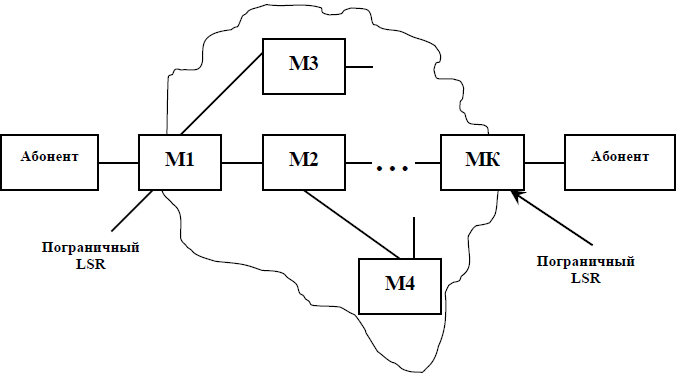 М3
Абонент
М1
М2
...
МК
Абонент
Пограничный
LSR
Пограничный
LSR
М4